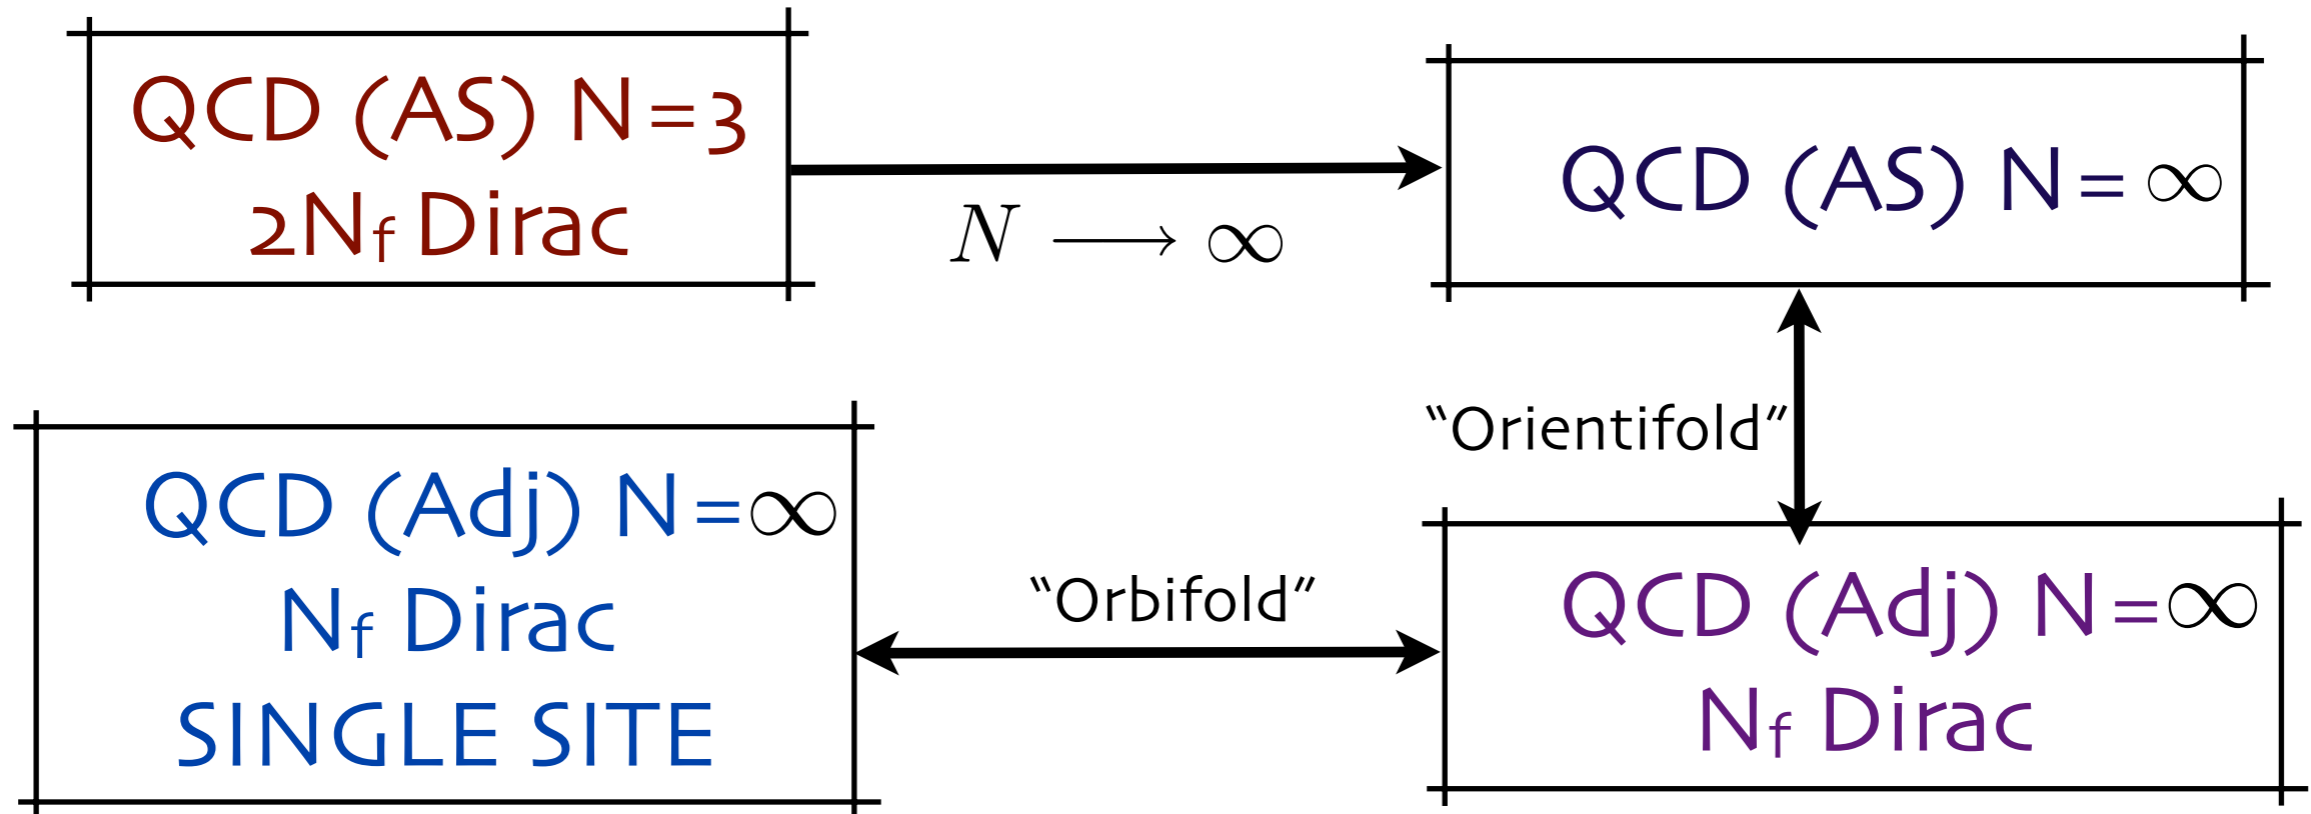 QCD (AS) N=3
2Nf Dirac
N ⟶ ∞
QCD (AS) N=∞
“Orientifold”
QCD (Adj) N=∞
Nf Dirac
SINGLE SITE
“Orbifold”
QCD (Adj) N=∞
Nf Dirac